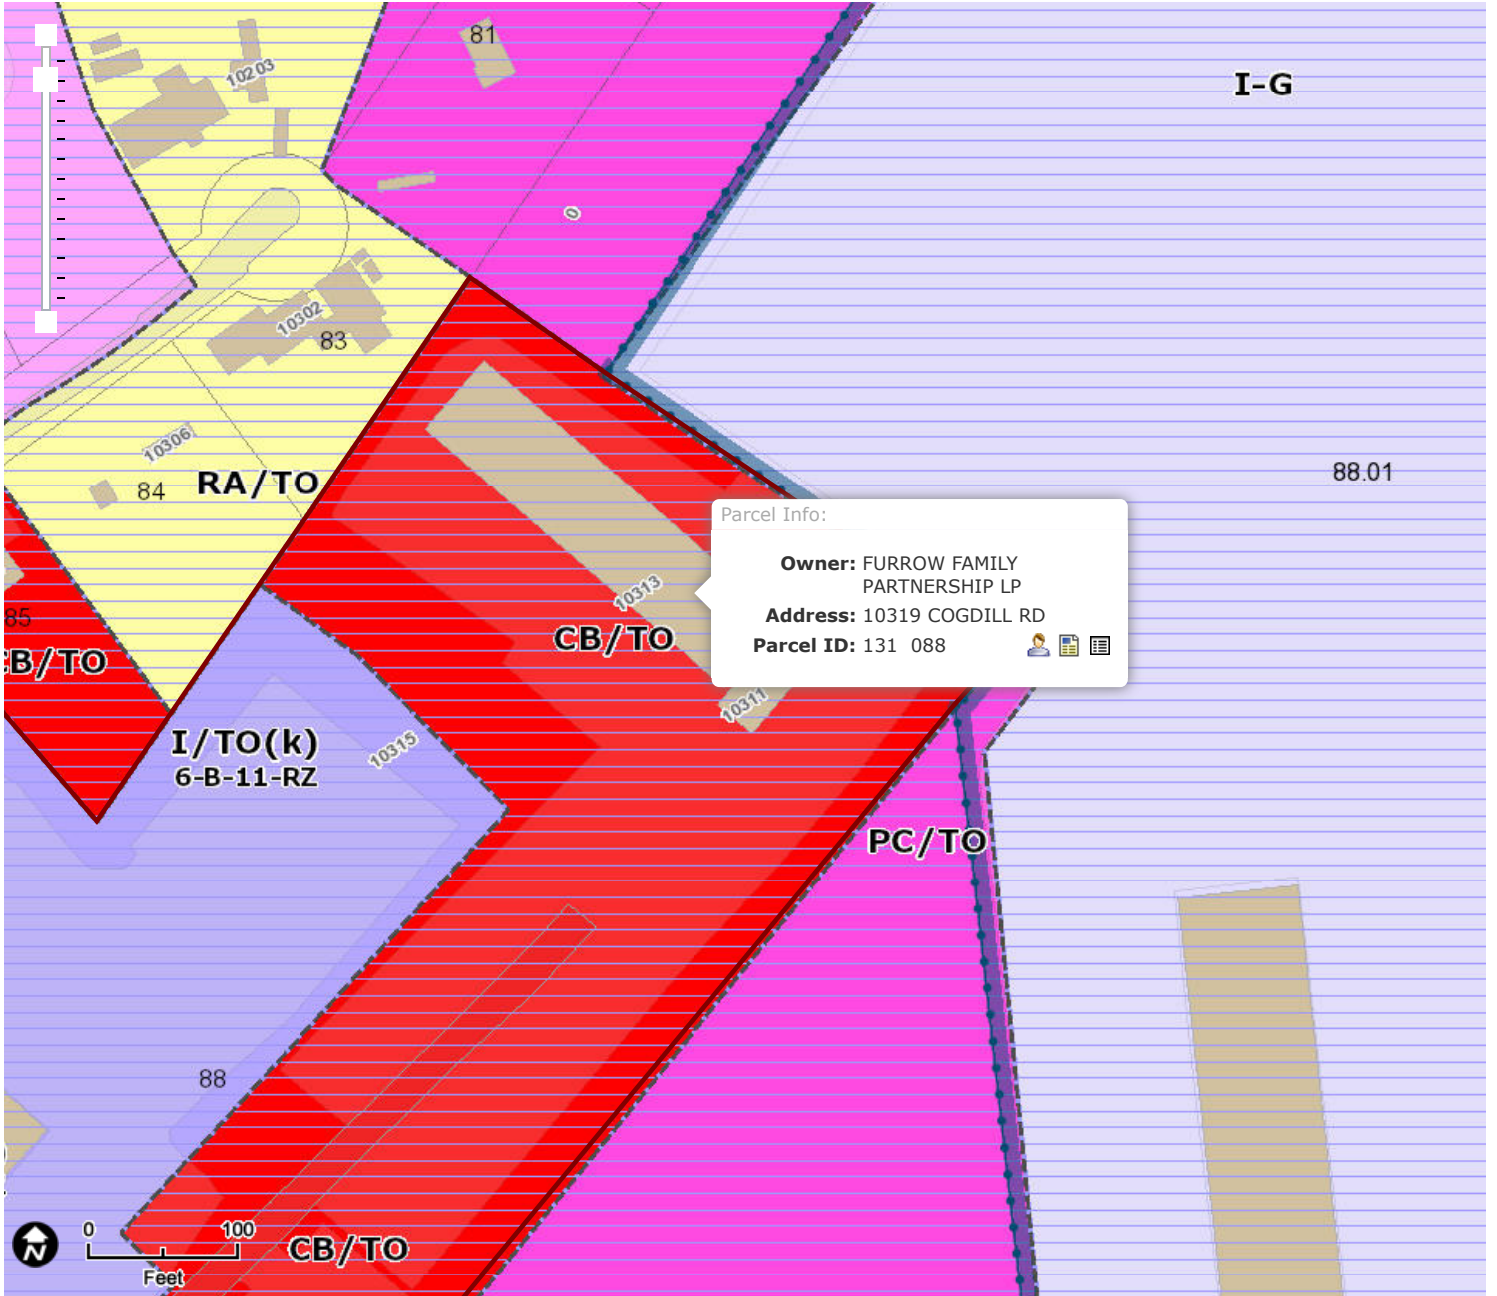 81
10203
I-G
0
10302
83
10306
84
RA/TO
88.01
Parcel Info:
Owner: FURROW FAMILY
PARTNERSHIP LP
Address: 10319 COGDILL RD
Parcel ID: 131 088
10313
CB/TO
85
CB/TO
10311
I/TO(k)
6-B-11-RZ
10315
PC/TO
88
0 100
Feet
N
CB/TO